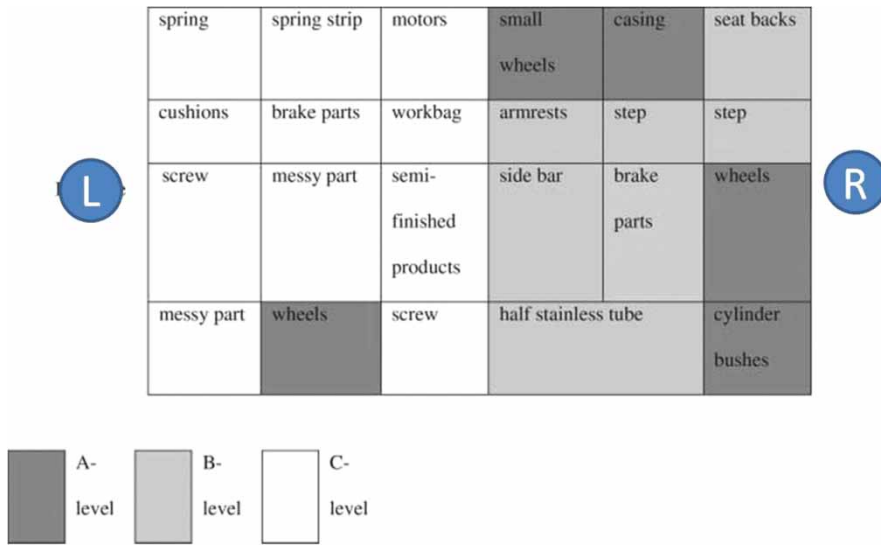 spring
spring strip
motors
small
wheels
casing
seat backs
cushions
brake parts
workbag
armrests
step
step
L
screw
messy part
semi-
finished
products
side bar
brake
parts
wheels
R
messy part
wheels
screw
half stainless tube
cylinder
bushes
A-
level
B-
level
C-
level